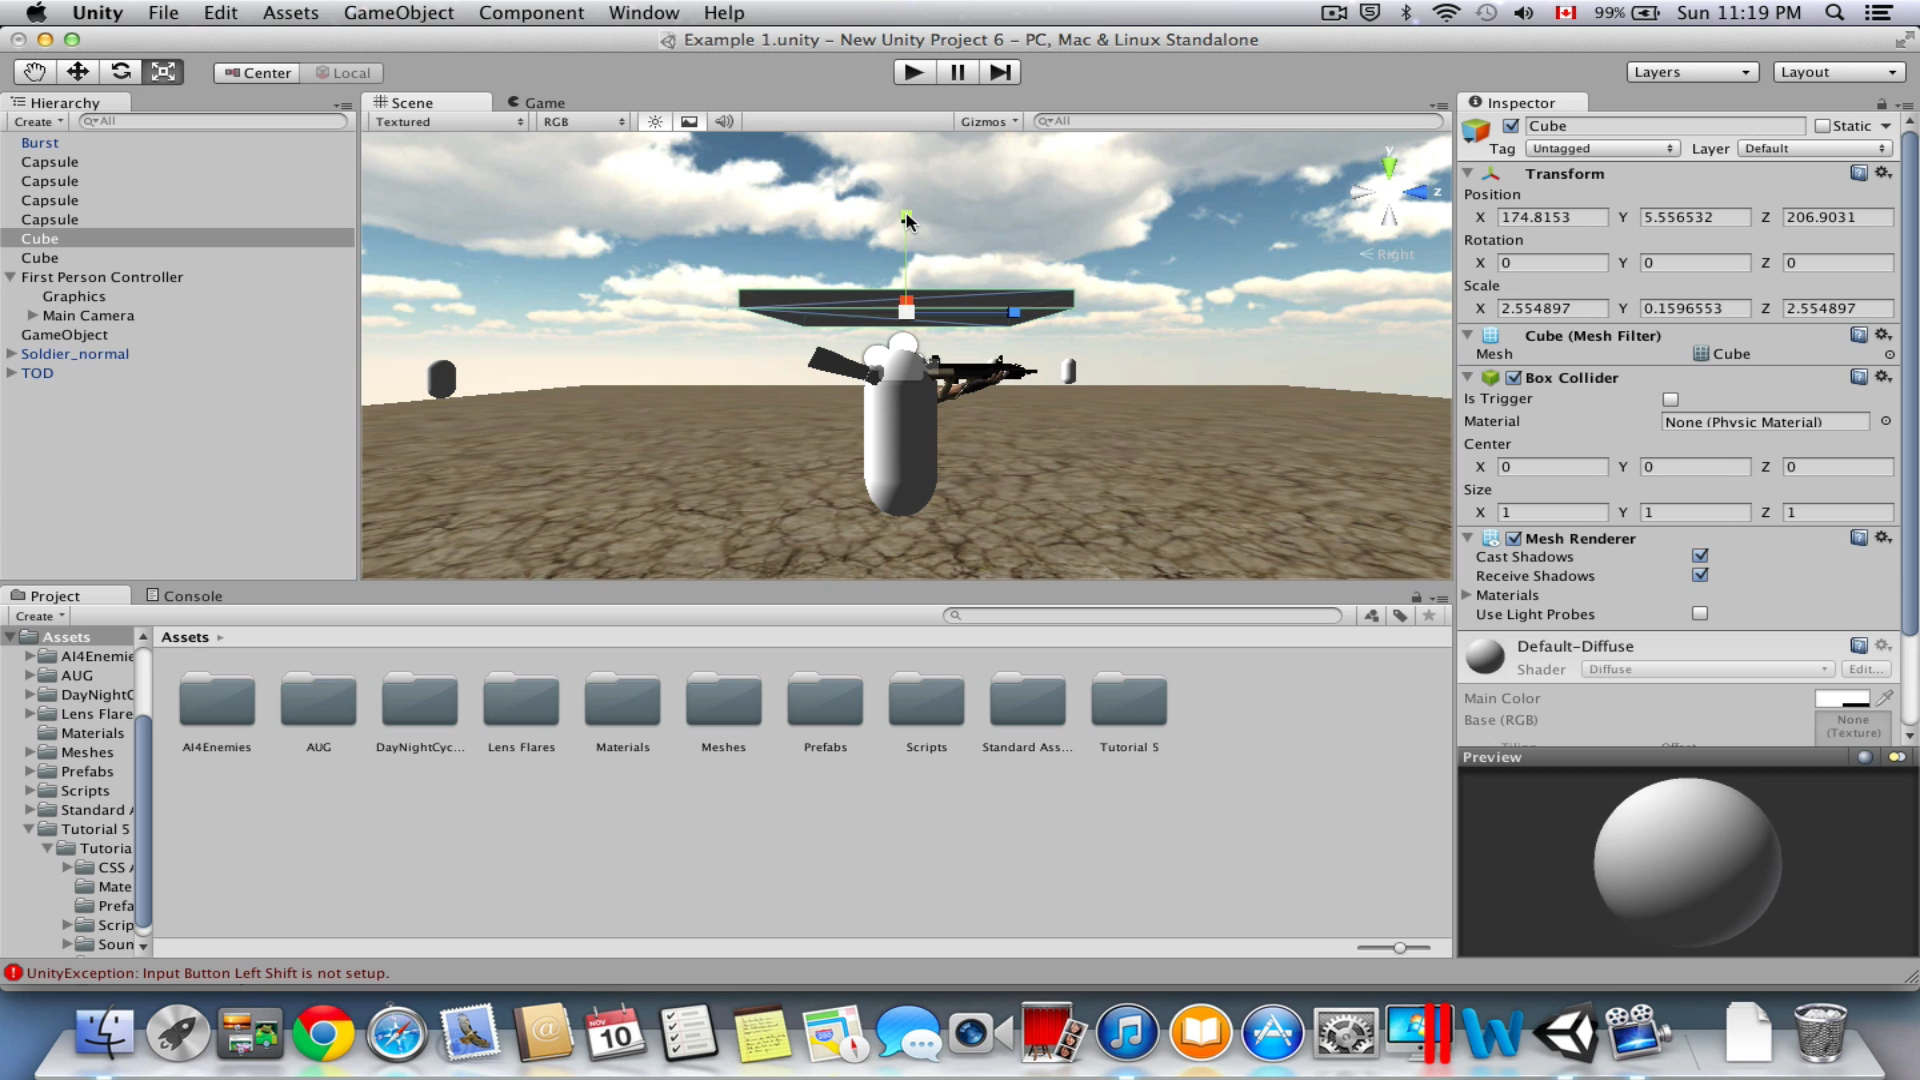 Unity File Edit Assets GameObject Component Window Help 99% Sun 11:19 PM
Example 1.unity – New Unity Project 6 – PC, Mac & Linux Standalone
Center Local Layers Layout
Hierarchy
Create All
Burst
Capsule
Capsule
Capsule
Capsule
Cube
Cube
First Person Controller
Graphics
Main Camera
GameObject
Soldier_normal
TOD
Scene Game
Textured RGB Gizmos All
y
z
Right
Inspector
Cube Static
Tag Untagged Layer Default
Transform
Position
X 174.8153 Y 5.556532 Z 206.9031
Rotation
X 0 Y 0 Z 0
Scale
X 2.554897 Y 0.1596553 Z 2.554897
Cube (Mesh Filter)
Mesh Cube
Box Collider
Is Trigger
Material None (Physic Material)
Center
X 0 Y 0 Z 0
Size
X 1 Y 1 Z 1
Mesh Renderer
Cast Shadows
Receive Shadows
Materials
Use Light Probes
Default-Diffuse
Shader Diffuse Edit...
Main Color
Base (RGB) None
(Texture)
Tiling Offset
Preview
Project Console
Create
Assets
AI4Enemie
AUG
DayNightC
Lens Flare
Materials
Meshes
Prefabs
Scripts
Standard A
Tutorial 5
Tutoria
CSS A
Mate
Prefa
Scrip
Soun
Assets
AI4Enemies AUG DayNightCyc... Lens Flares Materials Meshes Prefabs Scripts Standard Ass... Tutorial 5
UnityException: Input Button Left Shift is not setup.
NOV
10